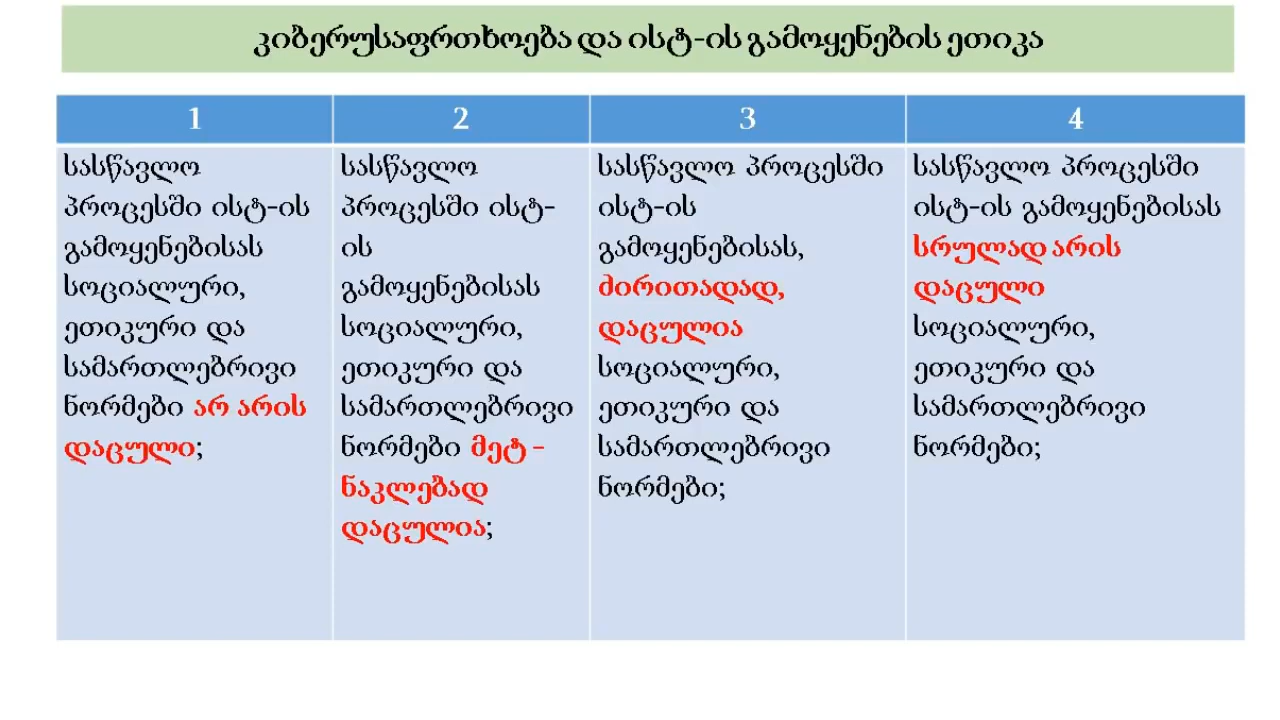 კიბერუსაფრთხოება და ისტ-ის გამოყენების ეთიკა
1
სასწავლო
პროცესში ისტ-ის
გამოყენებისას
სოციალური,
ეთიკური და
სამართლებრივი
ნორმები არ არის
დაცული;
2
სასწავლო
პროცესში ისტ-
ის
გამოყენებისას
სოციალური,
ეთიკური და
სამართლებრივი
ნორმები მეტ -
ნაკლებად
დაცულია;
3
სასწავლო პროცესში
ისტ-ის
გამოყენებისას,
ძირითადად,
დაცულია
სოციალური,
ეთიკური და
სამართლებრივი
ნორმები;
4
სასწავლო პროცესში
ისტ-ის გამოყენებისას
სრულად არის
დაცული
სოციალური,
ეთიკური და
სამართლებრივი
ნორმები;